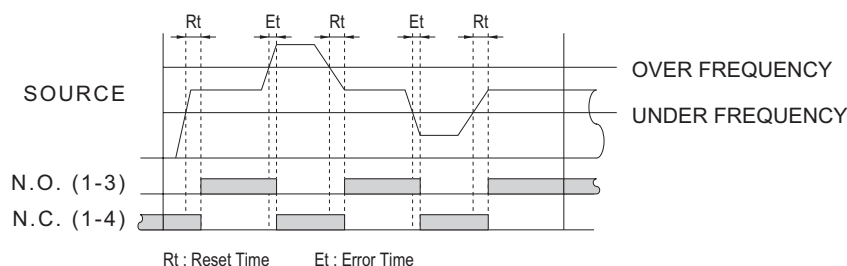 Rt Et Rt Et Rt
OVER FREQUENCY
SOURCE
UNDER FREQUENCY
N.O. (1-3)
N.C. (1-4)
Rt : Reset Time Et : Error Time